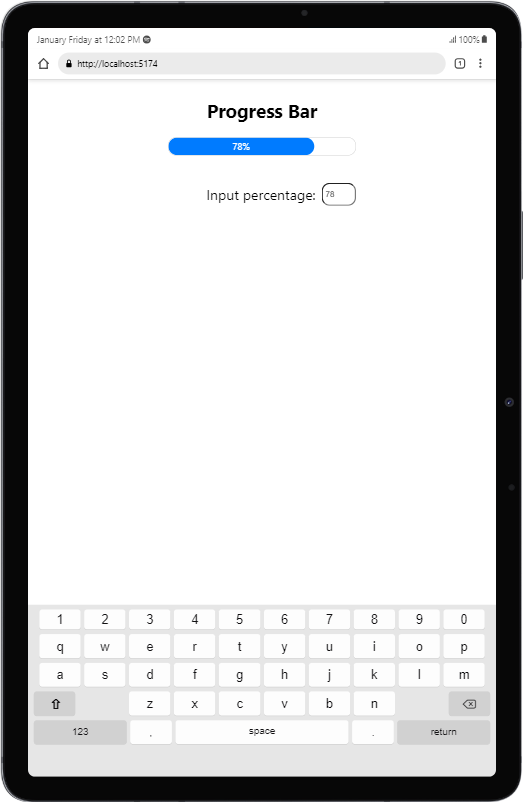 January Friday at 12:02 PM 100%
http://localhost:5174 1
Progress Bar
78%
Input percentage: 78
1 2 3 4 5 6 7 8 9 0
q w e r t y u i o p
a s d f g h j k l m
z x c v b n
123 , space . return